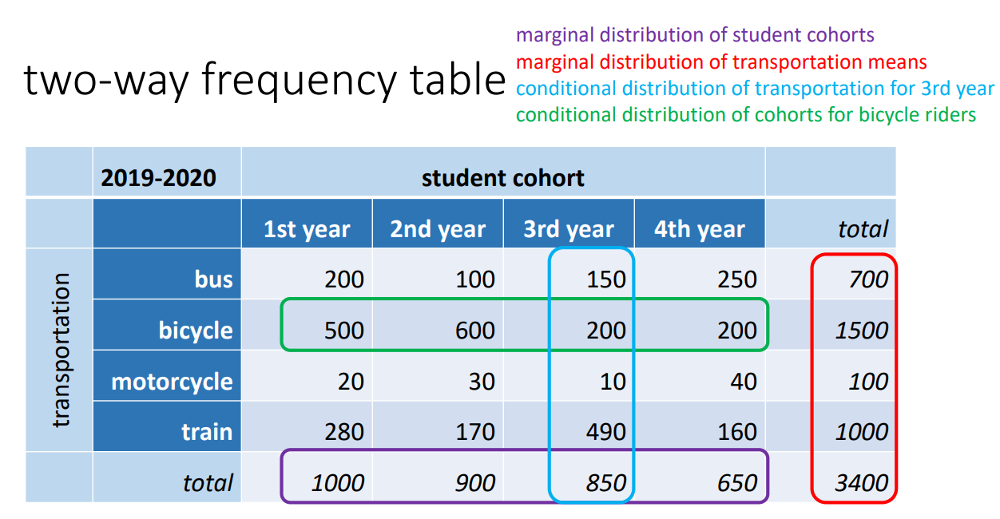 marginal distribution of student cohorts
marginal distribution of transportation means
two-way frequency table
conditional distribution of transportation for 3rd year
conditional distribution of cohorts for bicycle riders
2019-2020 student cohort
1st year 2nd year 3rd year 4th year total
transportation
bus 200 100 150 250 700
bicycle 500 600 200 200 1500
motorcycle 20 30 10 40 100
train 280 170 490 160 1000
total 1000 900 850 650 3400